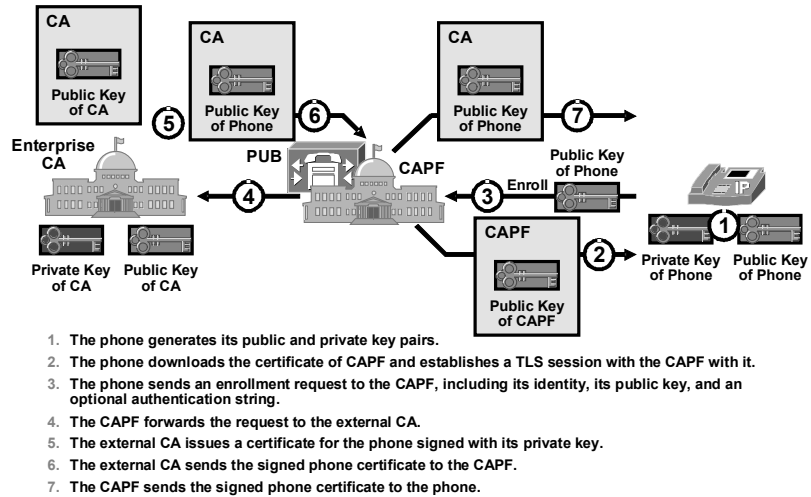 CA
Public Key
of CA
CA
Public Key
of Phone
5
6
CA
Public Key
of Phone
7
Enterprise
CA
PUB
CAPF
4
3
Enroll
Public Key
of Phone
IP
1
Private Key
of CA
Public Key
of CA
CAPF
Public Key
of CAPF
2
Private Key
of Phone
Public Key
of Phone
1. The phone generates its public and private key pairs.
2. The phone downloads the certificate of CAPF and establishes a TLS session with the CAPF with it.
3. The phone sends an enrollment request to the CAPF, including its identity, its public key, and an
optional authentication string.
4. The CAPF forwards the request to the external CA.
5. The external CA issues a certificate for the phone signed with its private key.
6. The external CA sends the signed phone certificate to the CAPF.
7. The CAPF sends the signed phone certificate to the phone.